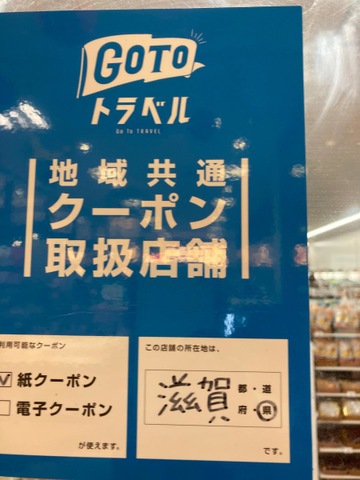 GOTO
トラベル
Go To TRAVEL
地域共通
クーポン
取扱店舗
利用可能なクーポン
紙クーポン
電子クーポン
が使えます。
この店舗の所在地は、
滋賀 都・道
府・県
です。